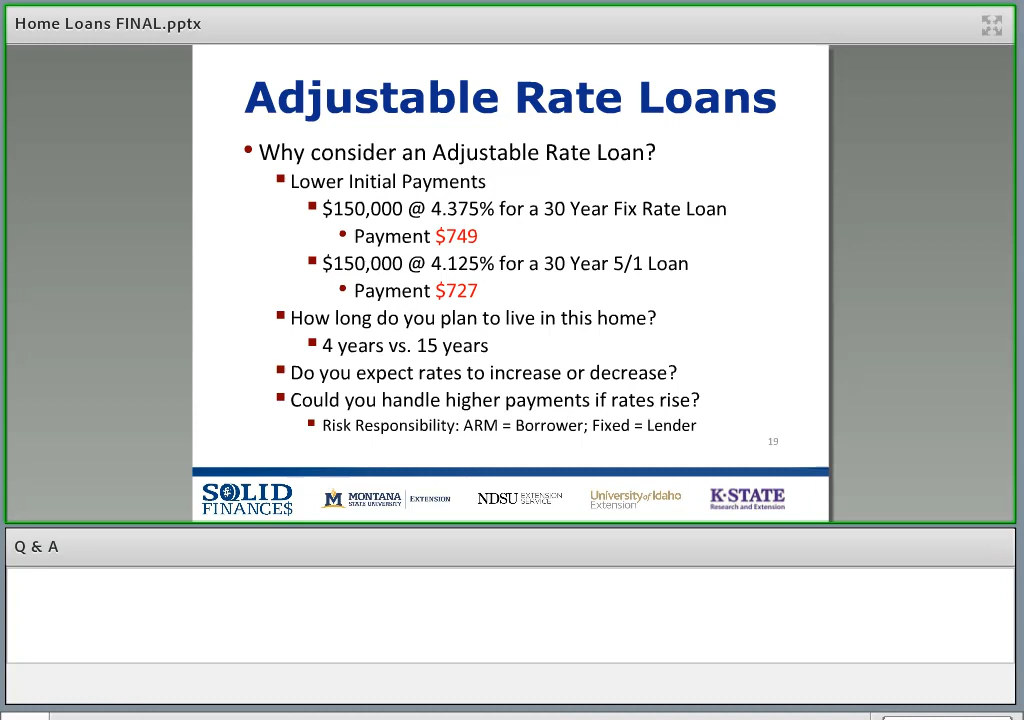 Home Loans FINAL.pptx
Adjustable Rate Loans
• Why consider an Adjustable Rate Loan?
▪ Lower Initial Payments
▪ $150,000 @ 4.375% for a 30 Year Fix Rate Loan
• Payment $749
▪ $150,000 @ 4.125% for a 30 Year 5/1 Loan
• Payment $727
▪ How long do you plan to live in this home?
▪ 4 years vs. 15 years
▪ Do you expect rates to increase or decrease?
▪ Could you handle higher payments if rates rise?
▪ Risk Responsibility: ARM = Borrower; Fixed = Lender
19
SOLID
FINANCE$
M MONTANA STATE UNIVERSITY EXTENSION
NDSU EXTENSION SERVICE
University of Idaho
Extension
K-STATE
Research and Extension
Q & A